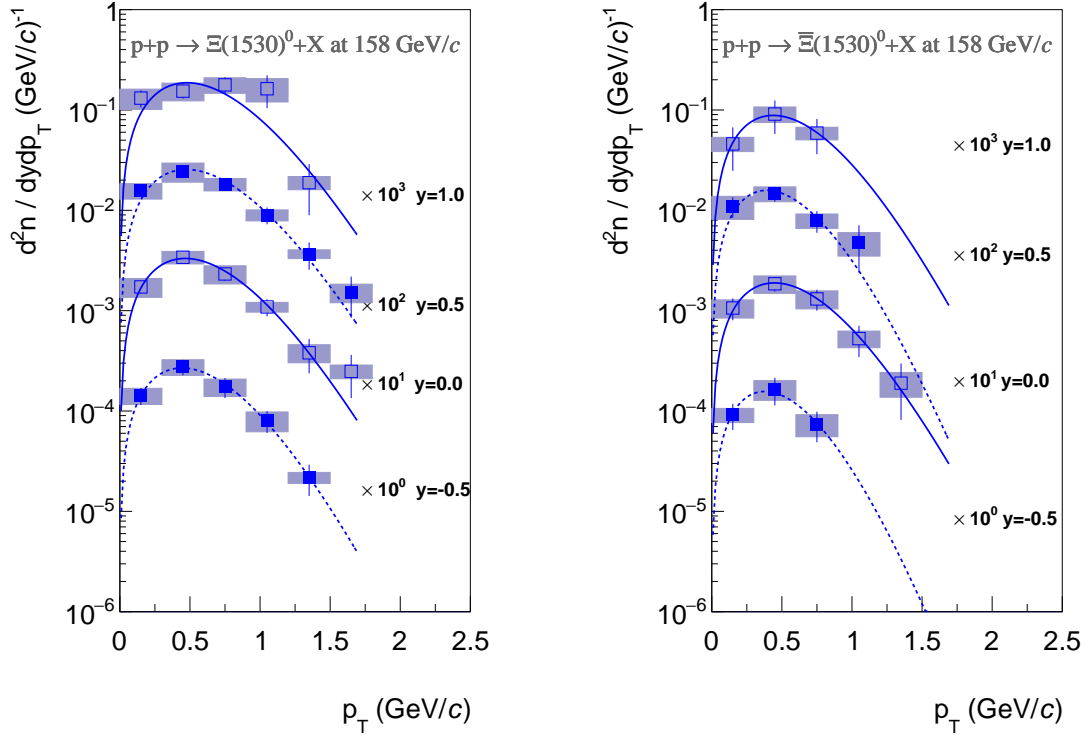 d²n / dydp_T (GeV/c)⁻¹
p+p → Ξ(1530)⁰+X at 158 GeV/c
1
10⁻¹
10⁻²
10⁻³
10⁻⁴
10⁻⁵
10⁻⁶
× 10³ y=1.0
× 10² y=0.5
× 10¹ y=0.0
× 10⁰ y=-0.5
0 0.5 1 1.5 2 2.5
p_T (GeV/c)
d²n / dydp_T (GeV/c)⁻¹
p+p → Ξ̅(1530)⁰+X at 158 GeV/c
1
10⁻¹
10⁻²
10⁻³
10⁻⁴
10⁻⁵
10⁻⁶
× 10³ y=1.0
× 10² y=0.5
× 10¹ y=0.0
× 10⁰ y=-0.5
0 0.5 1 1.5 2 2.5
p_T (GeV/c)